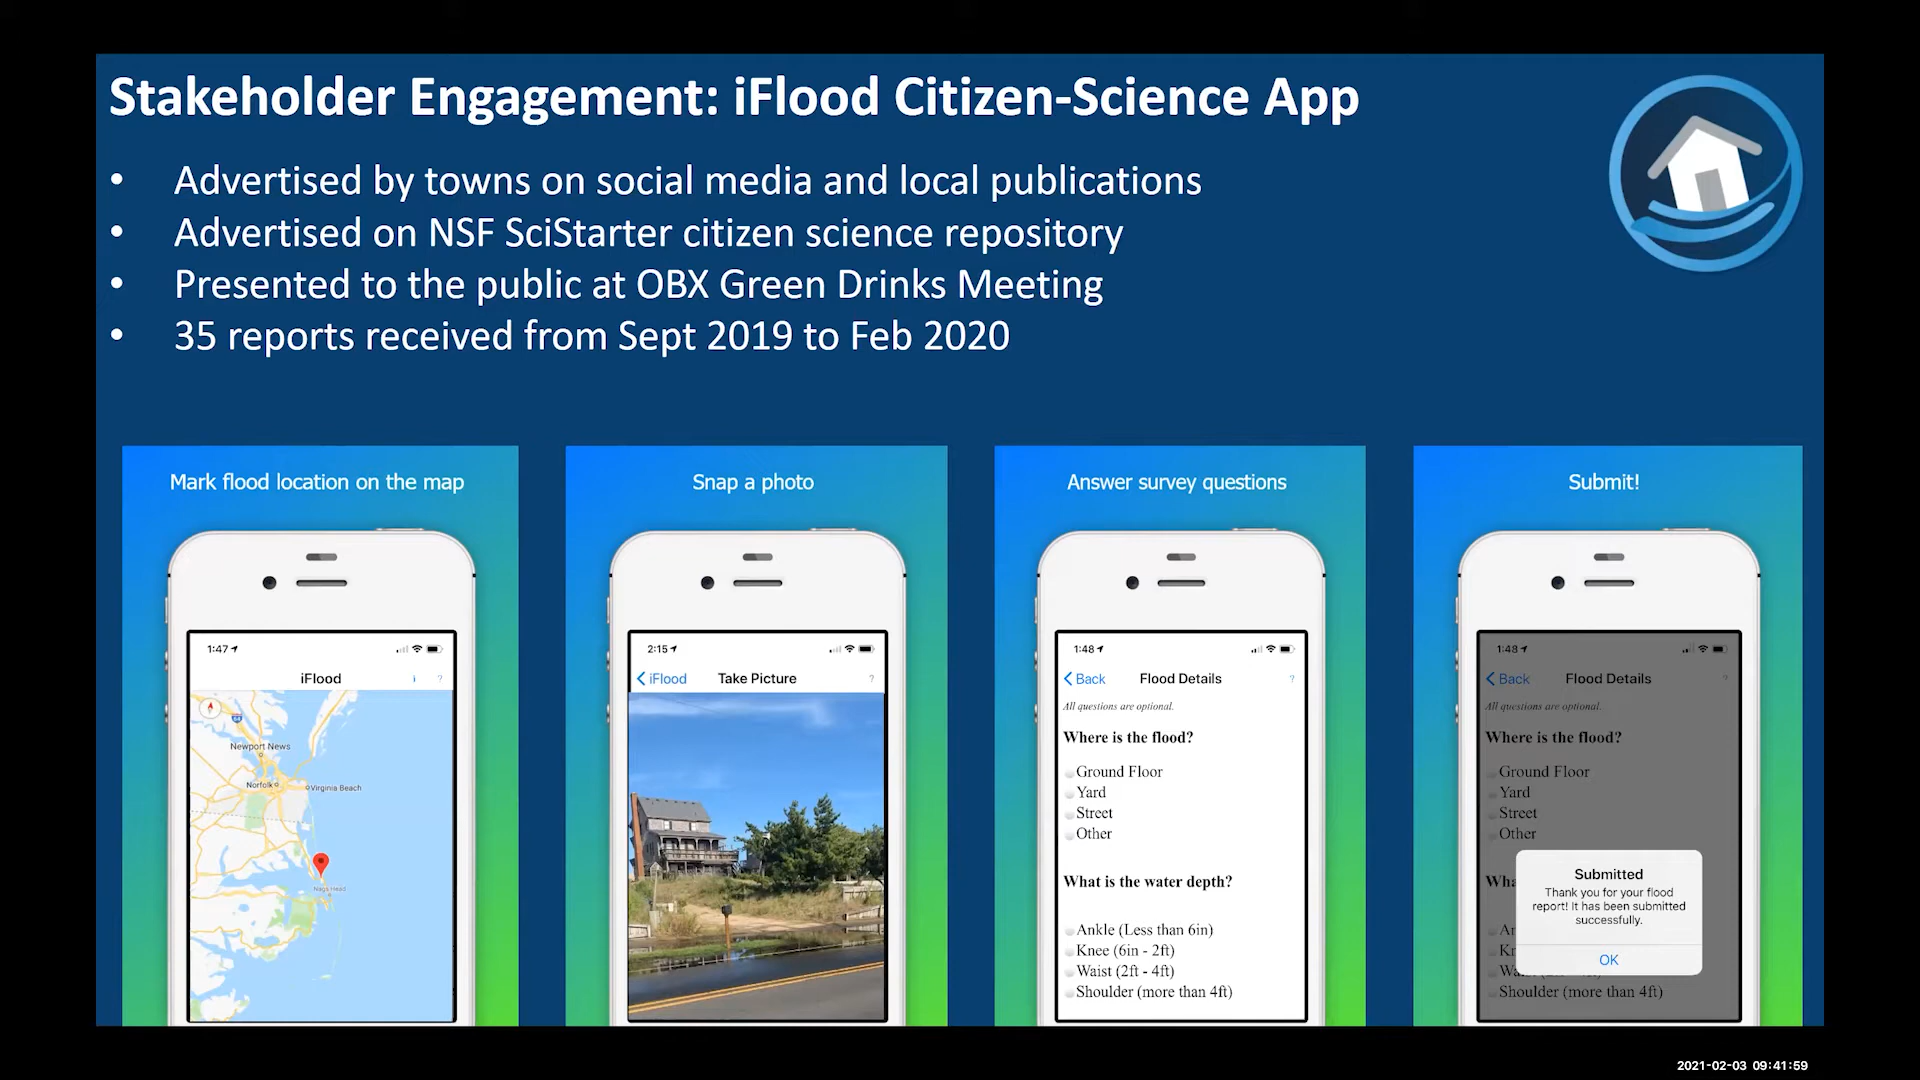 Stakeholder Engagement: iFlood Citizen-Science App
• Advertised by towns on social media and local publications
• Advertised on NSF SciStarter citizen science repository
• Presented to the public at OBX Green Drinks Meeting
• 35 reports received from Sept 2019 to Feb 2020
Mark flood location on the map
1:47
iFlood
i ?
64
Newport News
Norfolk
Virginia Beach
Nags Head
Snap a photo
2:15
iFlood Take Picture ?
Answer survey questions
1:48
Back Flood Details ?
All questions are optional.
Where is the flood?
Ground Floor
Yard
Street
Other
What is the water depth?
Ankle (Less than 6in)
Knee (6in - 2ft)
Waist (2ft - 4ft)
Shoulder (more than 4ft)
Submit!
1:48
Back Flood Details ?
All questions are optional.
Where is the flood?
Ground Floor
Yard
Street
Other
Submitted
Thank you for your flood
report! It has been submitted
successfully.
OK
Shoulder (more than 4ft)
2021-02-03 09:41:59